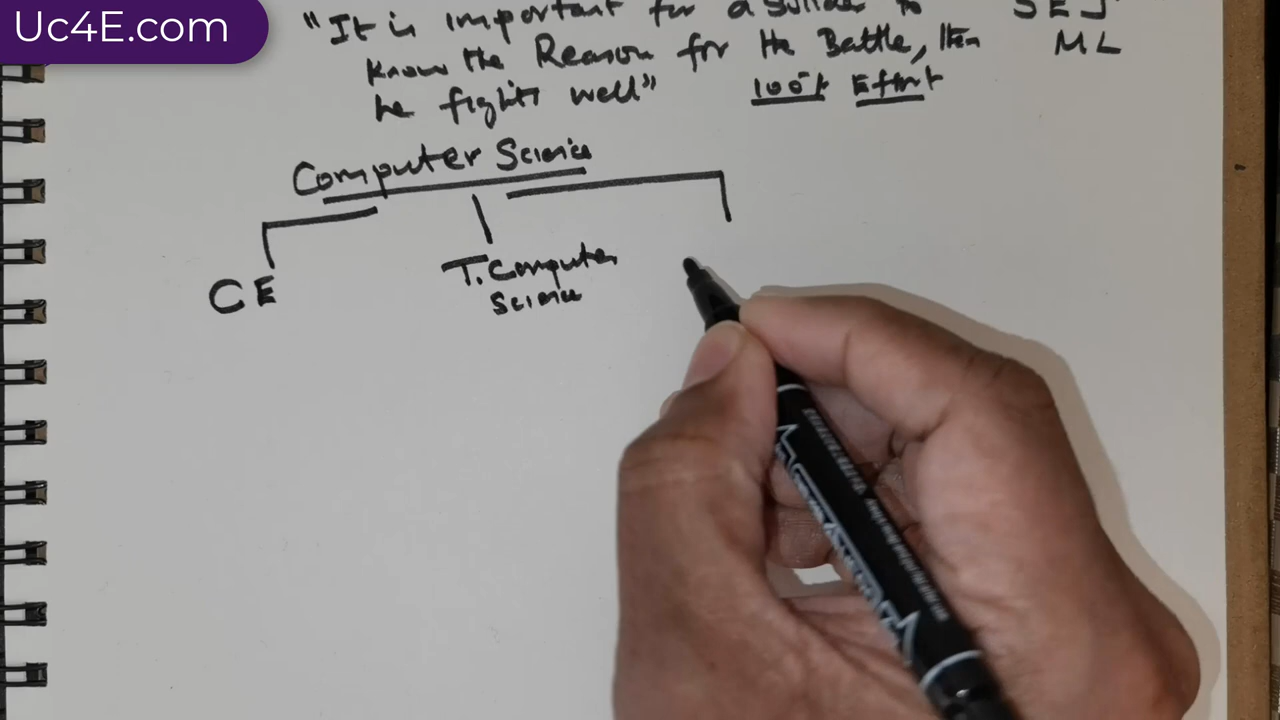 Uc4E.com
"It is important for a soldier to
know the Reason for the Battle, then
he fights well"
100% Effort
SEJ
ML
Computer Science
CE
T. Computer
Science